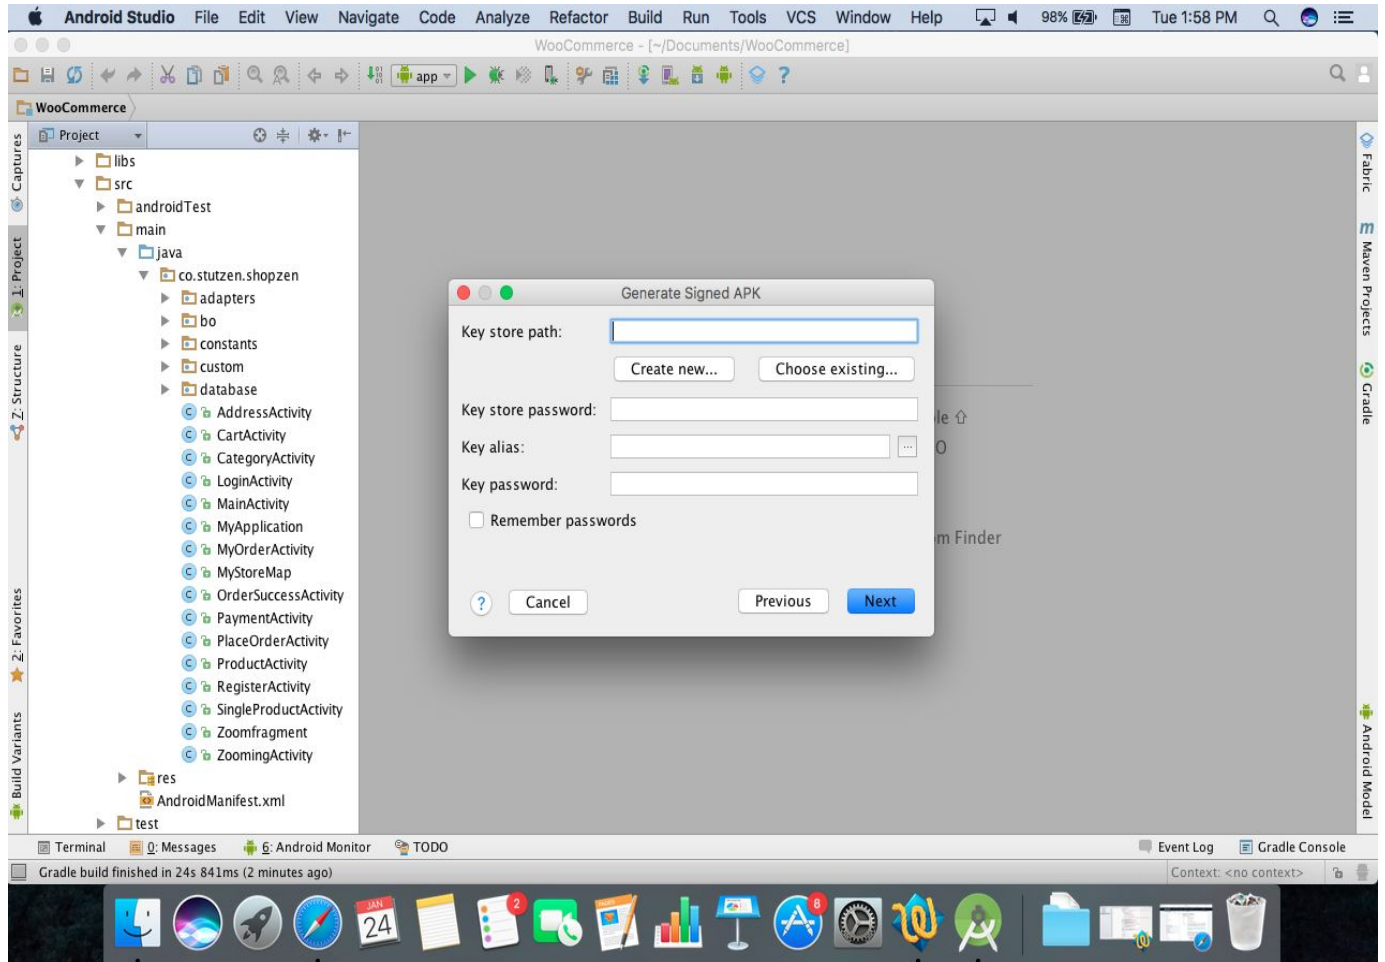 Android Studio File Edit View Navigate Code Analyze Refactor Build Run Tools VCS Window Help 98% Tue 1:58 PM
WooCommerce - [~/Documents/WooCommerce]
app
WooCommerce
Project
libs
src
androidTest
main
java
co.stutzen.shopzen
adapters
bo
constants
custom
database
AddressActivity
CartActivity
CategoryActivity
LoginActivity
MainActivity
MyApplication
MyOrderActivity
MyStoreMap
OrderSuccessActivity
PaymentActivity
PlaceOrderActivity
ProductActivity
RegisterActivity
SingleProductActivity
Zoomfragment
ZoomingActivity
res
AndroidManifest.xml
test
Captures
1: Project
Z: Structure
2: Favorites
Build Variants
Generate Signed APK
Key store path:
Create new... Choose existing...
Key store password:
Key alias:
...
Key password:
Remember passwords
? Cancel Previous Next
le ⇧
O
m Finder
Fabric
m Maven Projects
Gradle
Android Model
Terminal 0: Messages 6: Android Monitor TODO Event Log Gradle Console
Gradle build finished in 24s 841ms (2 minutes ago) Context: <no context>
JAN
24
2
8